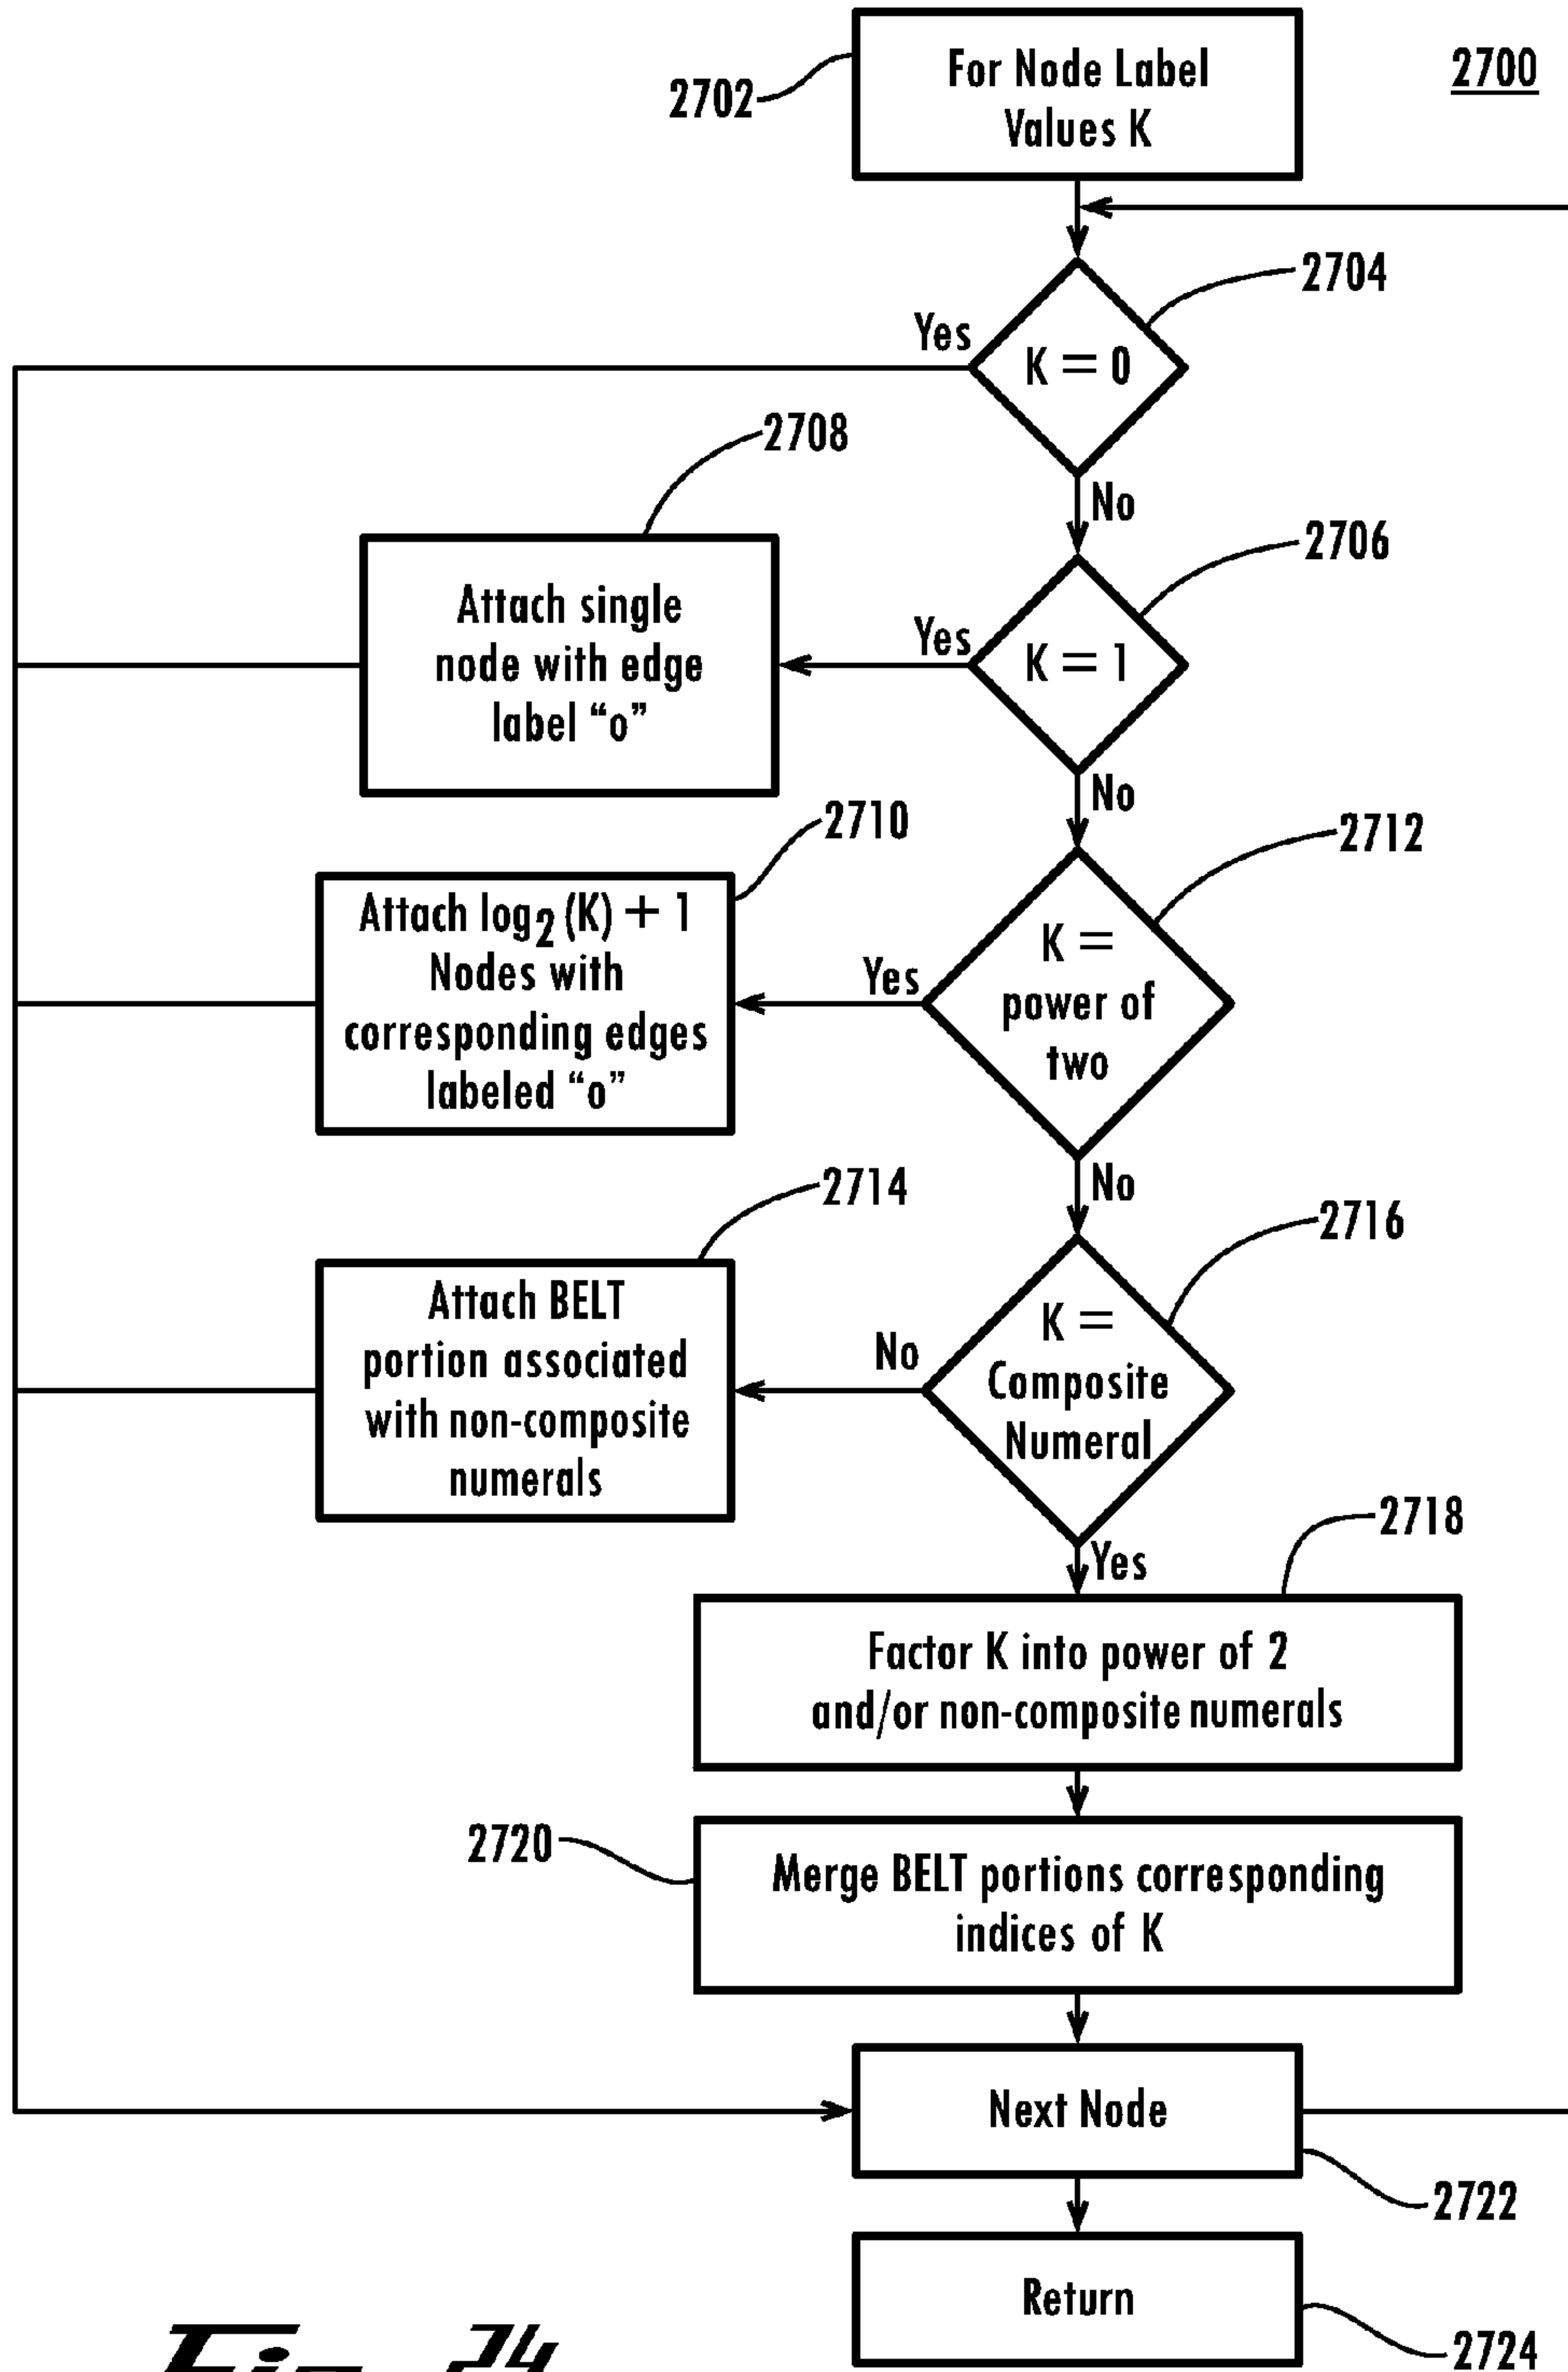 2700
2702
For Node Label
Values K
2704
Yes
K = 0
No
2708
2706
Attach single
node with edge
label “o”
Yes
K = 1
No
2710
2712
Attach log2 (K) + 1
Nodes with
corresponding edges
labeled “o”
Yes
K =
power of
two
No
2714
2716
Attach BELT
portion associated
with non-composite
numerals
No
K =
Composite
Numeral
Yes
2718
Factor K into power of 2
and/or non-composite numerals
2720
Merge BELT portions corresponding
indices of K
Next Node
2722
Return
2724